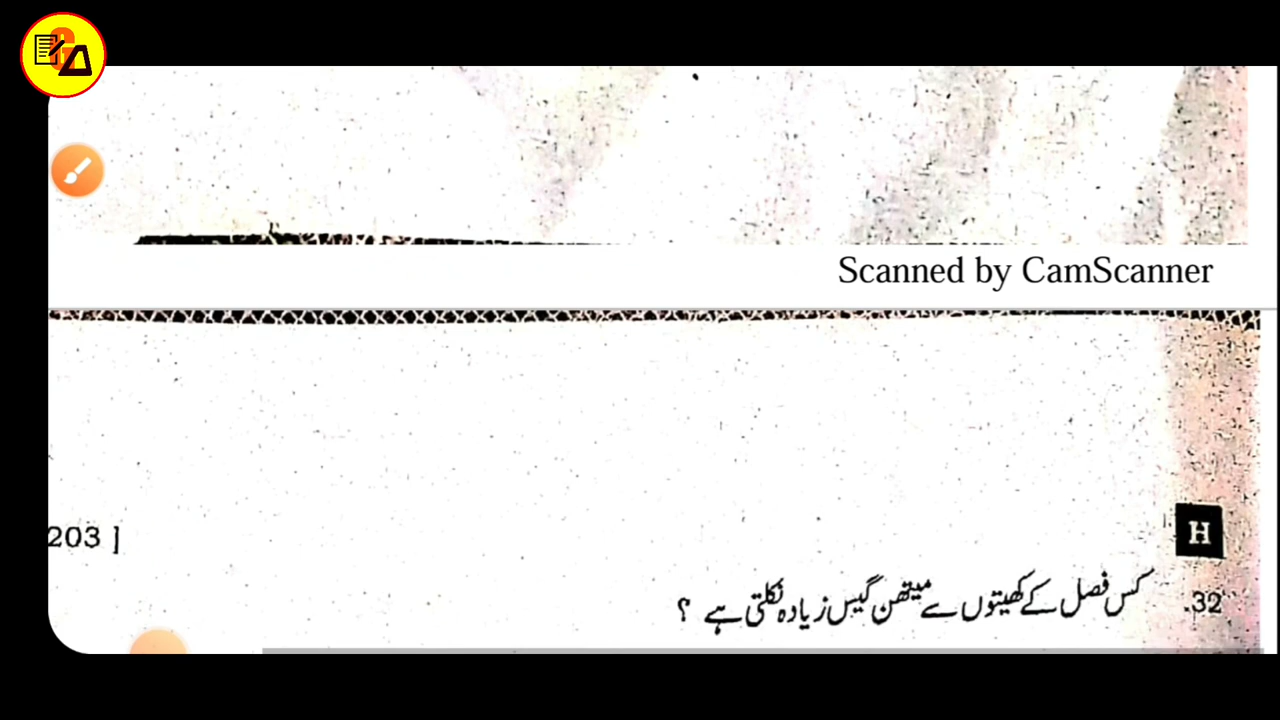 Scanned by CamScanner
203 ]
H
32. کس فصل کے کھیتوں سے میتھن گیس زیادہ نکلتی ہے ؟